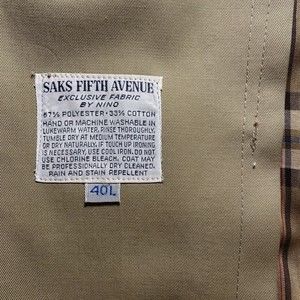 SAKS FIFTH AVENUE
EXCLUSIVE FABRIC
BY NINO
67% POLYESTER • 33% COTTON
HAND OR MACHINE WASHABLE IN
LUKEWARM WATER. RINSE THOROUGHLY.
TUMBLE DRY AT MEDIUM TEMPERATURE
OR DRY NATURALLY. IF TOUCH UP IRONING
IS NECESSARY, USE COOL IRON. DO NOT
USE CHLORINE BLEACH. COAT MAY
BE PROFESSIONALLY DRY CLEANED.
RAIN AND STAIN REPELLENT
40L